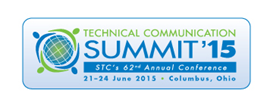 TECHNICAL COMMUNICATION
SUMMIT '15
STC's 62nd Annual Conference
21–24 June 2015 • Columbus, Ohio